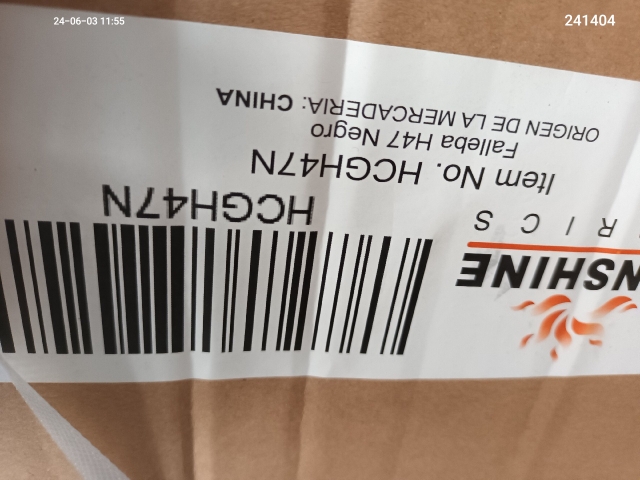 24-06-03 11:55
241404
NSHINE
RICS
HCGH47N
Item No. HCGH47N
Falleba H47 Negro
ORIGEN DE LA MERCADERIA: CHINA